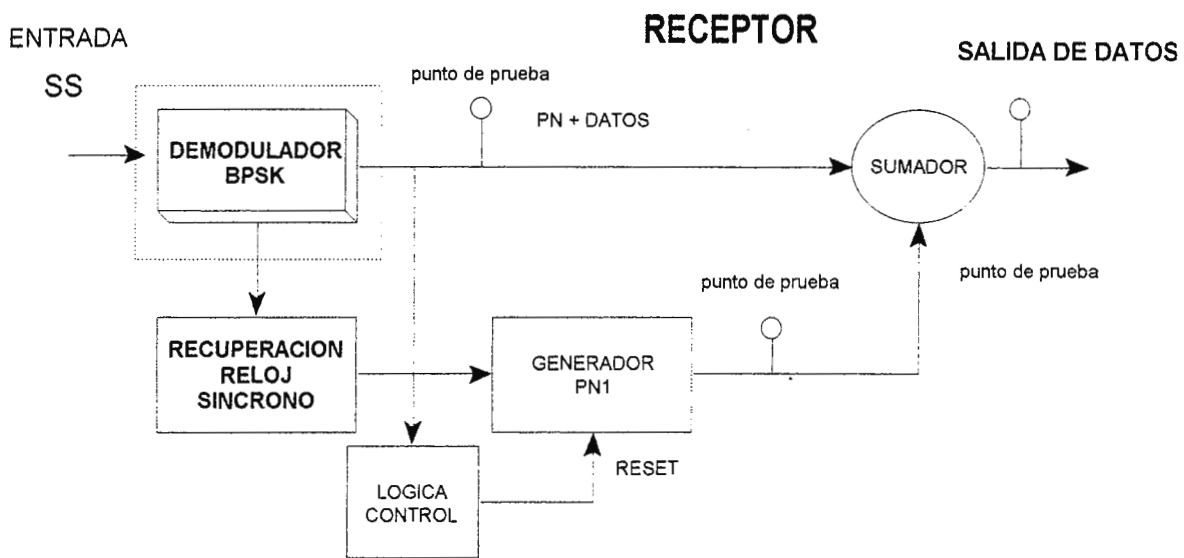 RECEPTOR
ENTRADA
SS
SALIDA DE DATOS
punto de prueba
PN + DATOS
DEMODULADOR
BPSK
SUMADOR
punto de prueba
punto de prueba
RECUPERACION
RELOJ
SINCRONO
GENERADOR
PN1
RESET
LOGICA
CONTROL